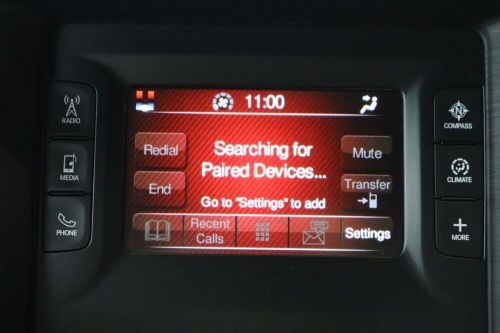 11:00
RADIO
MEDIA
PHONE
Redial
End
Searching for
Paired Devices...
Go to "Settings" to add
Mute
Transfer
Recent
Calls
Settings
N
COMPASS
CLIMATE
+
MORE